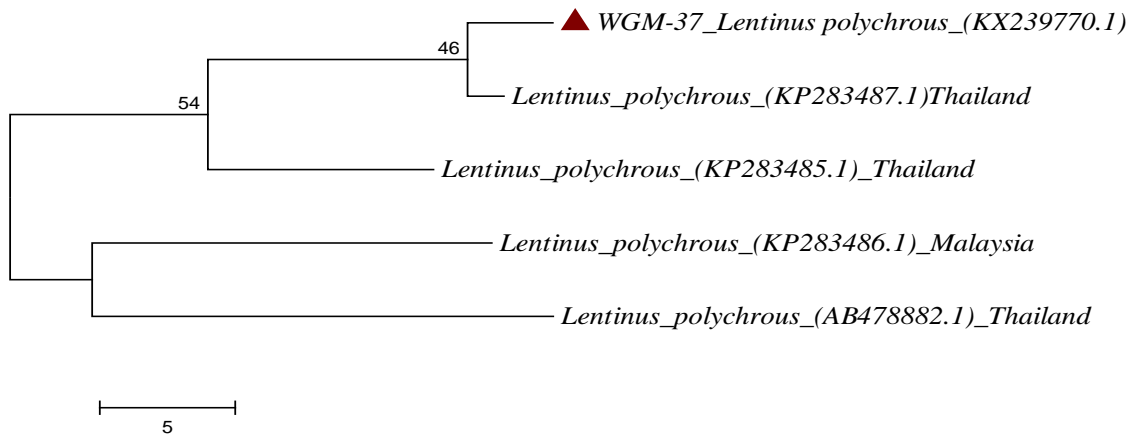 WGM-37_Lentinus polychrous_(KX239770.1)
46
Lentinus_polychrous_(KP283487.1)Thailand
54
Lentinus_polychrous_(KP283485.1)_Thailand
Lentinus_polychrous_(KP283486.1)_Malaysia
Lentinus_polychrous_(AB478882.1)_Thailand
5